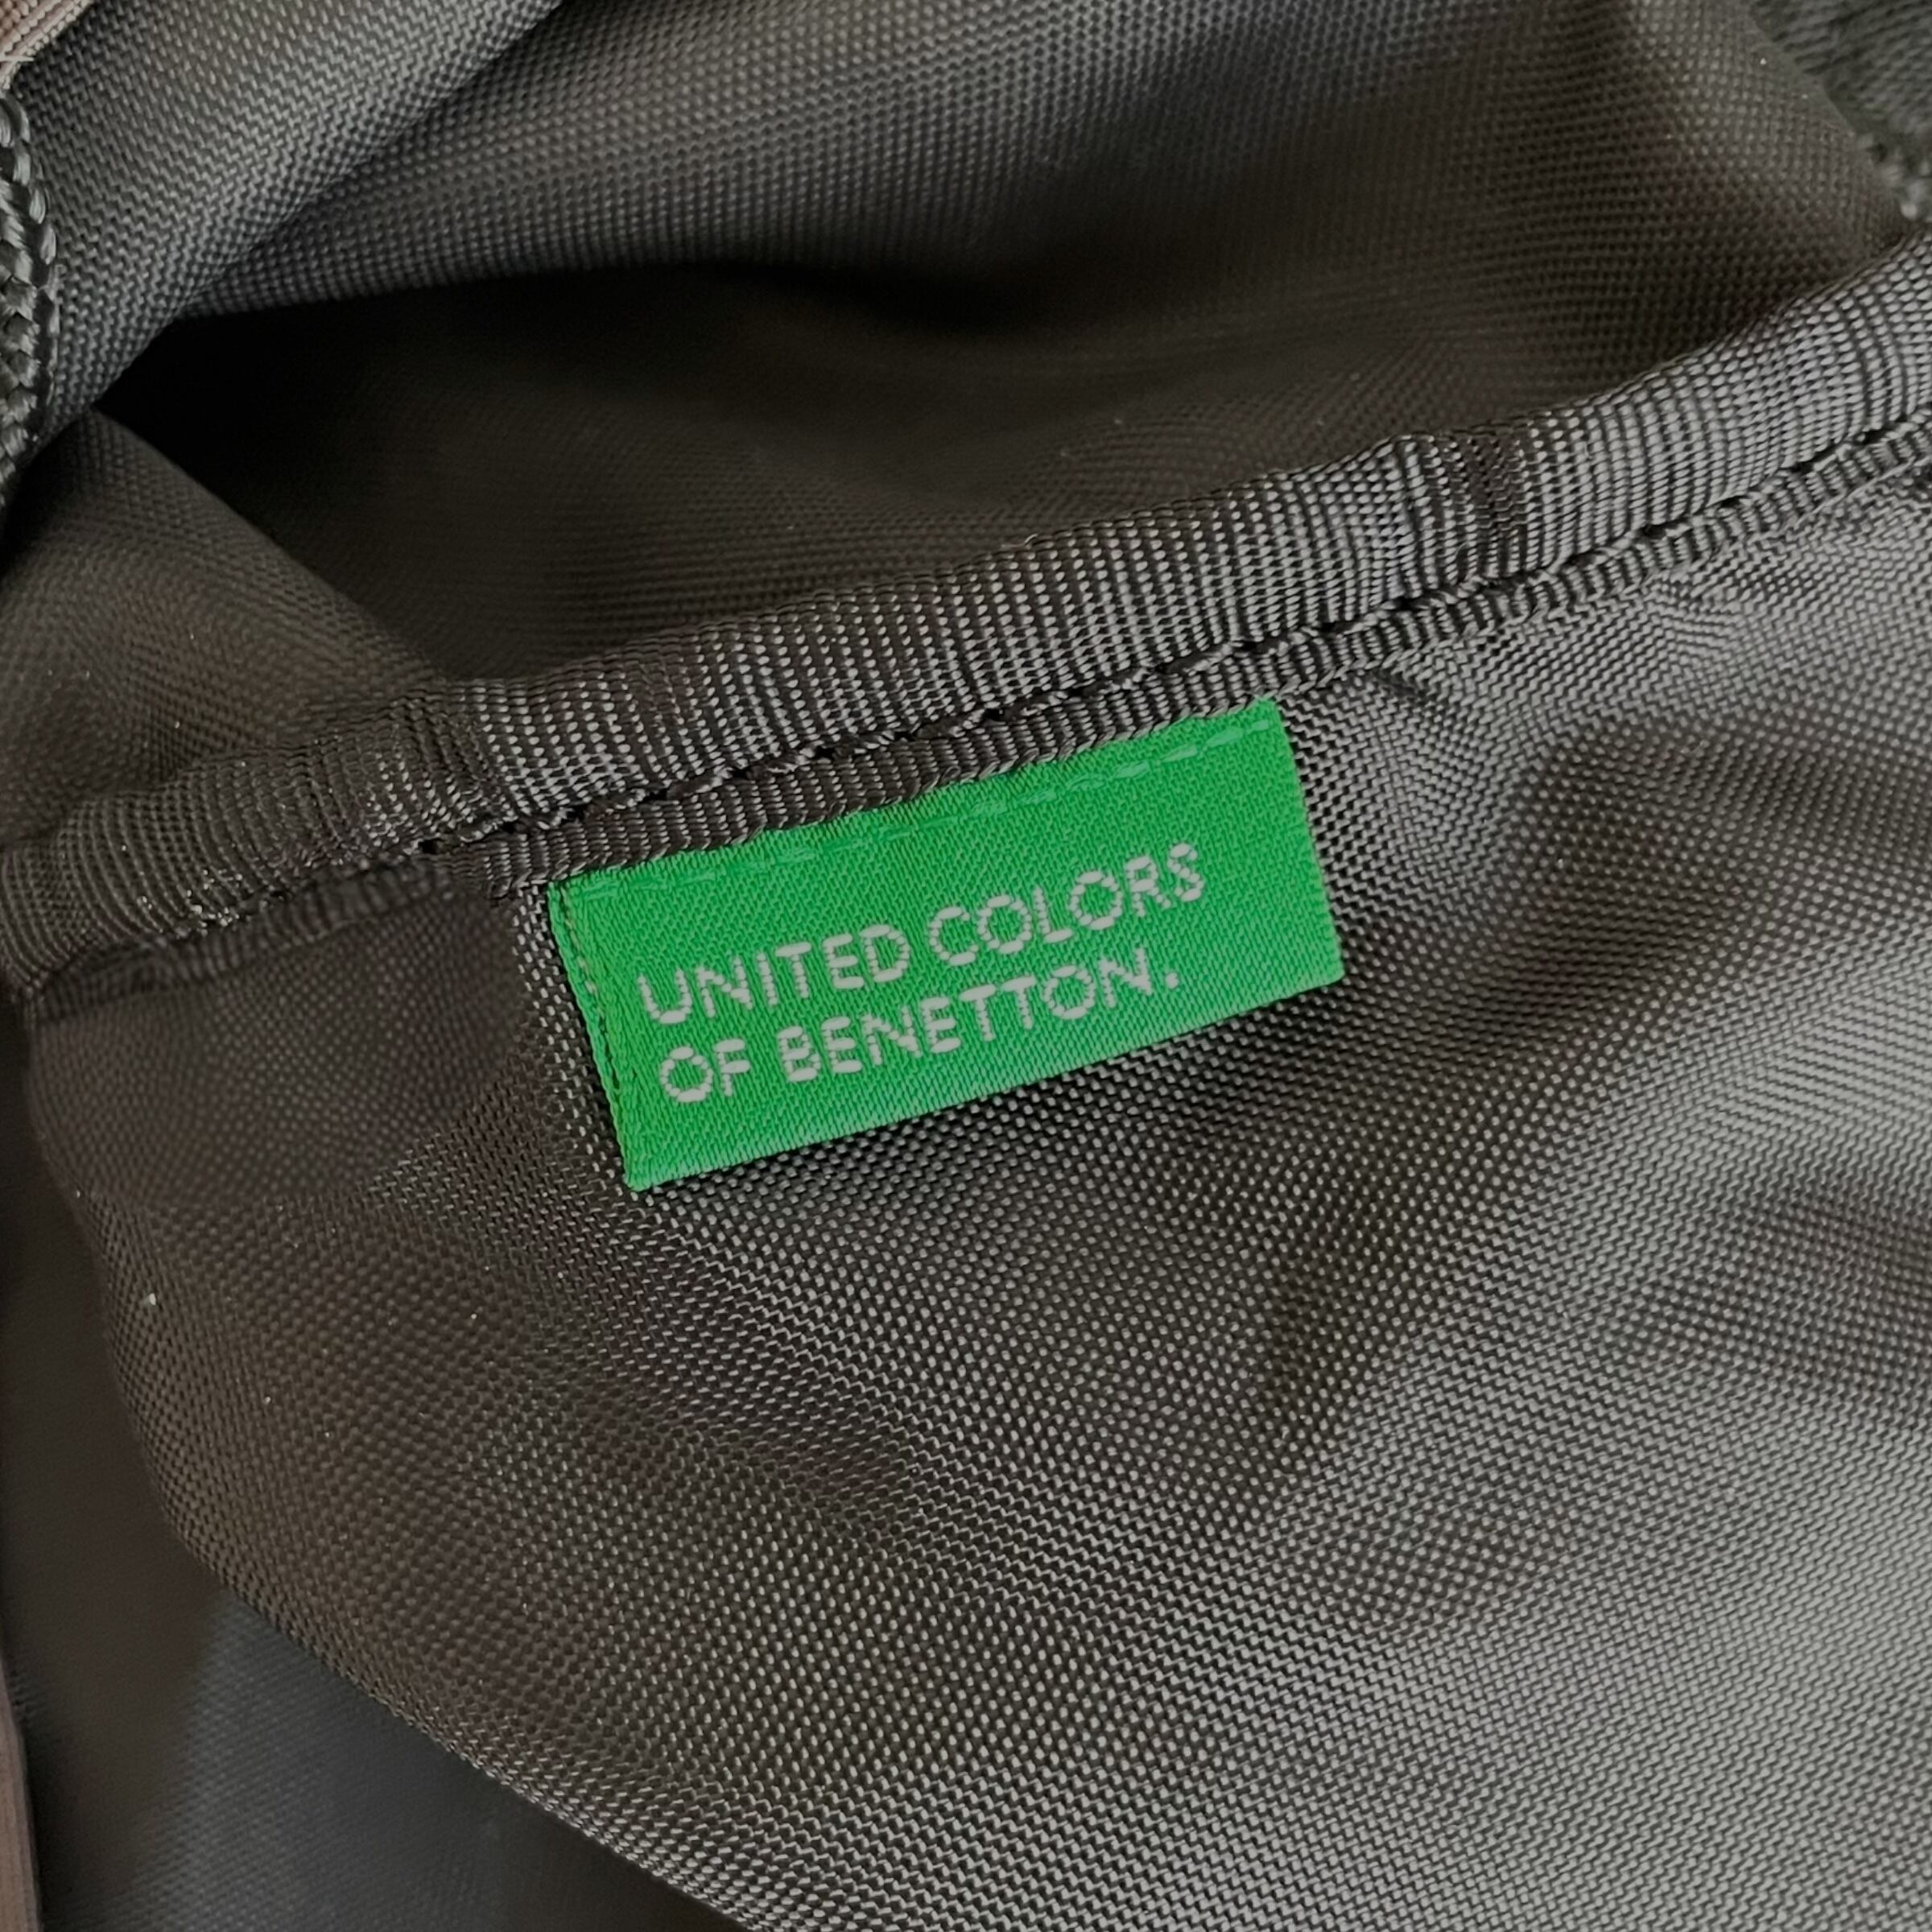 UNITED COLORS
OF BENETTON.